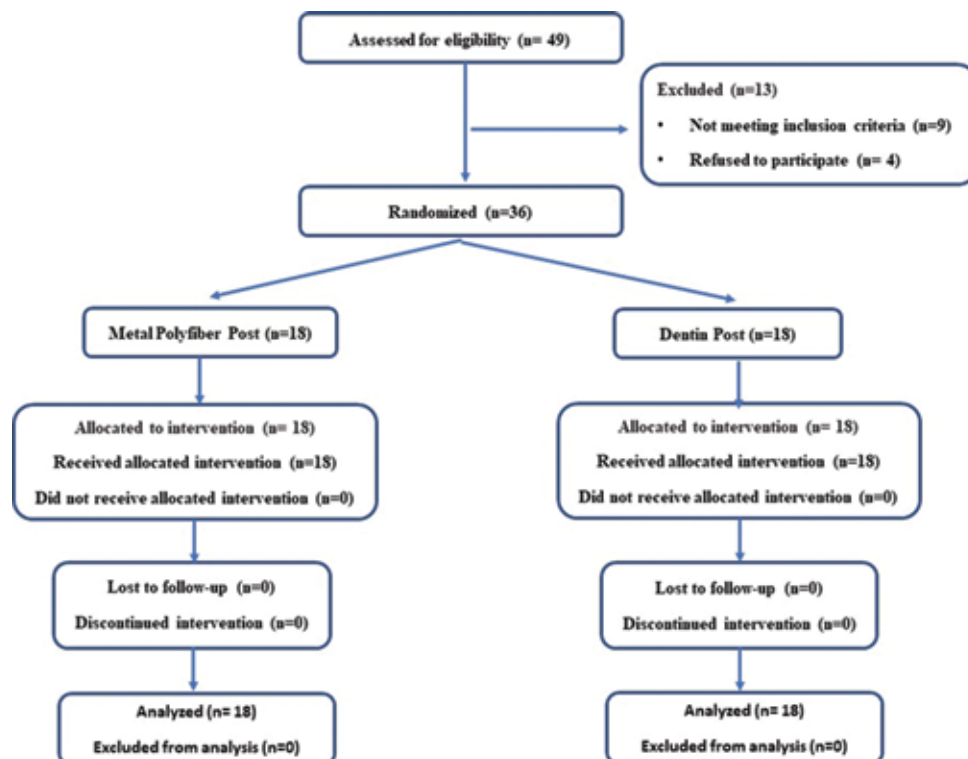 Assessed for eligibility (n= 49)
Excluded (n=13)
• Not meeting inclusion criteria (n=9)
• Refused to participate (n= 4)
Randomized (n=36)
Metal Polyfiber Post (n=18)
Dentin Post (n=18)
Allocated to intervention (n= 18)
Received allocated intervention (n=18)
Did not receive allocated intervention (n=0)
Allocated to intervention (n= 18)
Received allocated intervention (n=18)
Did not receive allocated intervention (n=0)
Lost to follow-up (n=0)
Discontinued intervention (n=0)
Lost to follow-up (n=0)
Discontinued intervention (n=0)
Analyzed (n= 18)
Excluded from analysis (n=0)
Analyzed (n= 18)
Excluded from analysis (n=0)